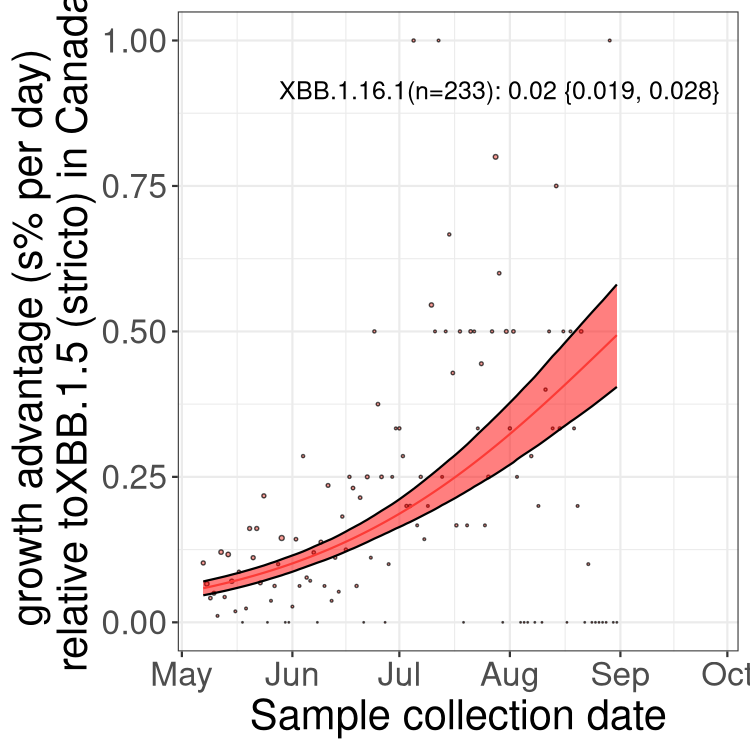 growth advantage (s% per day)
relative toXBB.1.5 (stricto) in Canada
1.00
0.75
0.50
0.25
0.00
XBB.1.16.1(n=233): 0.02 {0.019, 0.028}
May Jun Jul Aug Sep Oct
Sample collection date